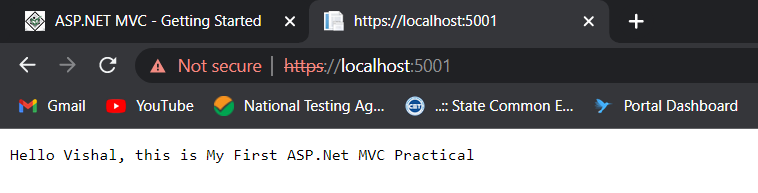 ASP.NET MVC - Getting Started
https://localhost:5001
Not secure | https://localhost:5001
Gmail
YouTube
National Testing Ag...
CET
..:: State Common E...
Portal Dashboard
Hello Vishal, this is My First ASP.Net MVC Practical